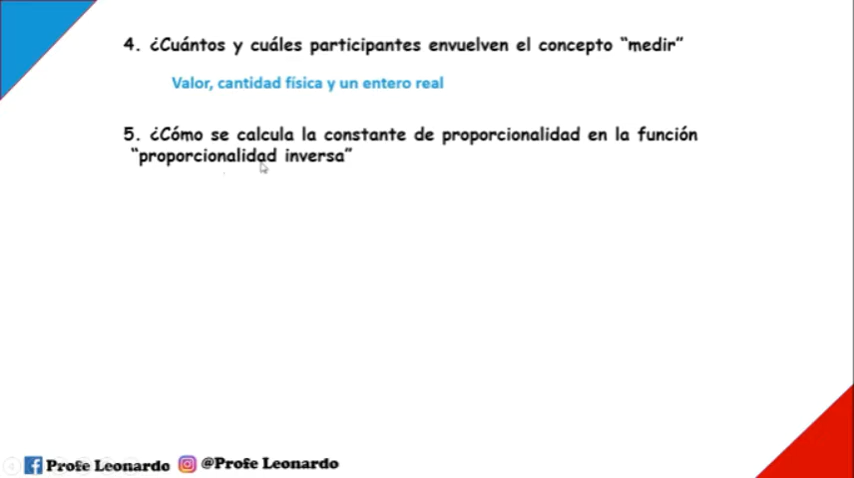 4. ¿Cuántos y cuáles participantes envuelven el concepto “medir”
Valor, cantidad física y un entero real
5. ¿Cómo se calcula la constante de proporcionalidad en la función
“proporcionalidad inversa”
Profe Leonardo @Profe Leonardo